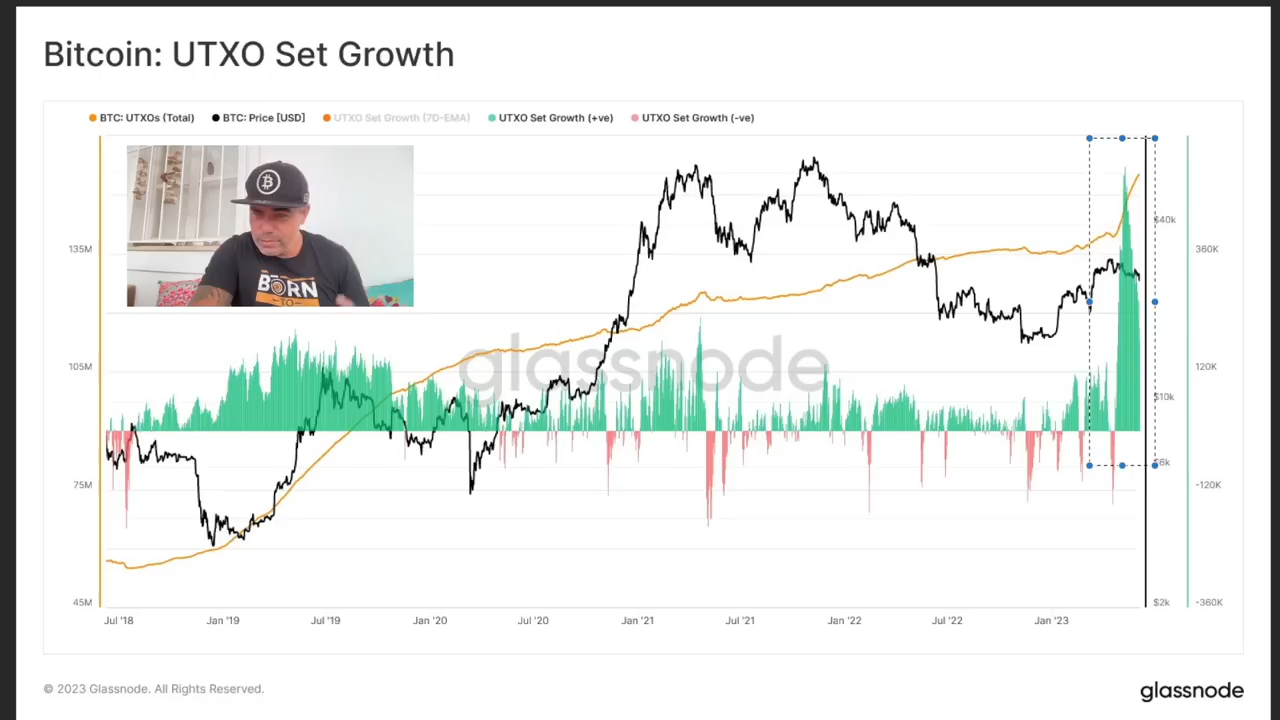 Bitcoin: UTXO Set Growth
BTC: UTXOs (Total) BTC: Price [USD] UTXO Set Growth (7D-EMA) UTXO Set Growth (+ve) UTXO Set Growth (-ve)
BORN
TO
glassnode
135M
105M
75M
45M
$40k
$10k
$6k
$2k
360K
120K
-120K
-360K
Jul '18 Jan '19 Jul '19 Jan '20 Jul '20 Jan '21 Jul '21 Jan '22 Jul '22 Jan '23
© 2023 Glassnode. All Rights Reserved.
glassnode